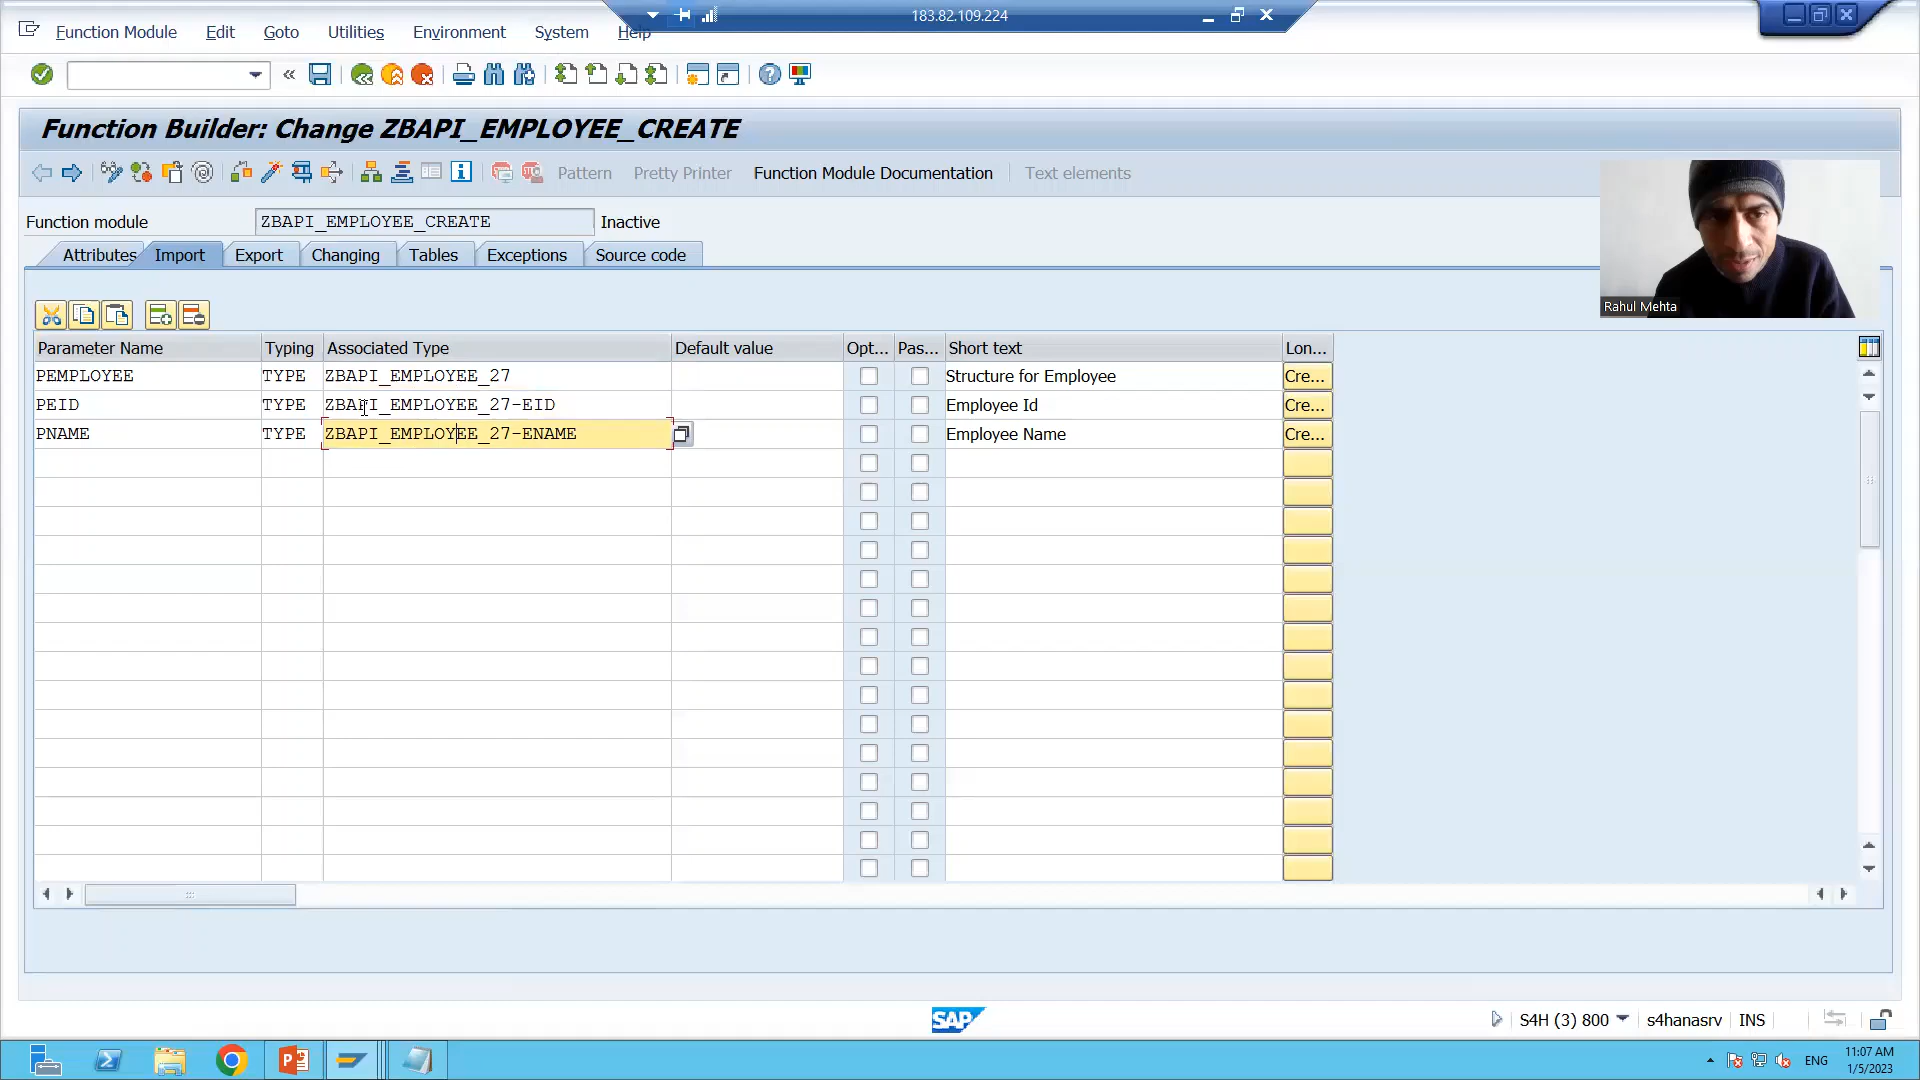 183.82.109.224
Function Module Edit Goto Utilities Environment System Help
Function Builder: Change ZBAPI_EMPLOYEE_CREATE
Pattern Pretty Printer Function Module Documentation Text elements
Function module ZBAPI_EMPLOYEE_CREATE Inactive
Attributes Import Export Changing Tables Exceptions Source code
Rahul Mehta
Parameter Name Typing Associated Type Default value Opt... Pas... Short text Lon...
PEMPLOYEE TYPE ZBAPI_EMPLOYEE_27 Structure for Employee Cre...
PEID TYPE ZBAPI_EMPLOYEE_27-EID Employee Id Cre...
PNAME TYPE ZBAPI_EMPLOYEE_27-ENAME Employee Name Cre...
SAP
S4H (3) 800 s4hanasrv INS
ENG 11:07 AM
1/5/2023